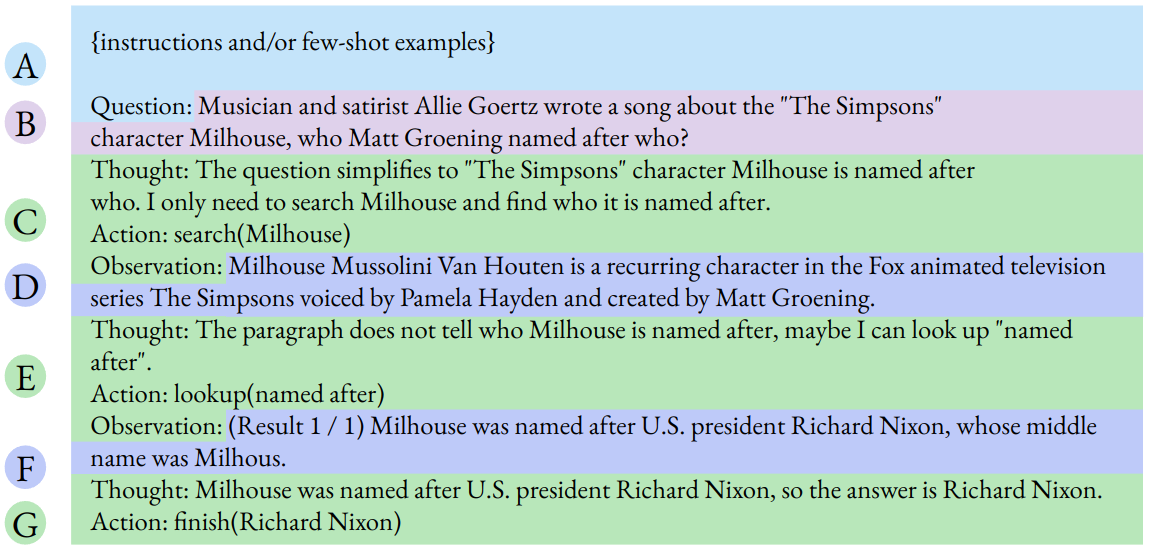 {instructions and/or few-shot examples}
A
Question: Musician and satirist Allie Goertz wrote a song about the "The Simpsons"
B
character Milhouse, who Matt Groening named after who?
Thought: The question simplifies to "The Simpsons" character Milhouse is named after
who. I only need to search Milhouse and find who it is named after.
C
Action: search(Milhouse)
Observation: Milhouse Mussolini Van Houten is a recurring character in the Fox animated television
D
series The Simpsons voiced by Pamela Hayden and created by Matt Groening.
Thought: The paragraph does not tell who Milhouse is named after, maybe I can look up "named
after".
E
Action: lookup(named after)
Observation: (Result 1 / 1) Milhouse was named after U.S. president Richard Nixon, whose middle
name was Milhous.
F
Thought: Milhouse was named after U.S. president Richard Nixon, so the answer is Richard Nixon.
Action: finish(Richard Nixon)
G